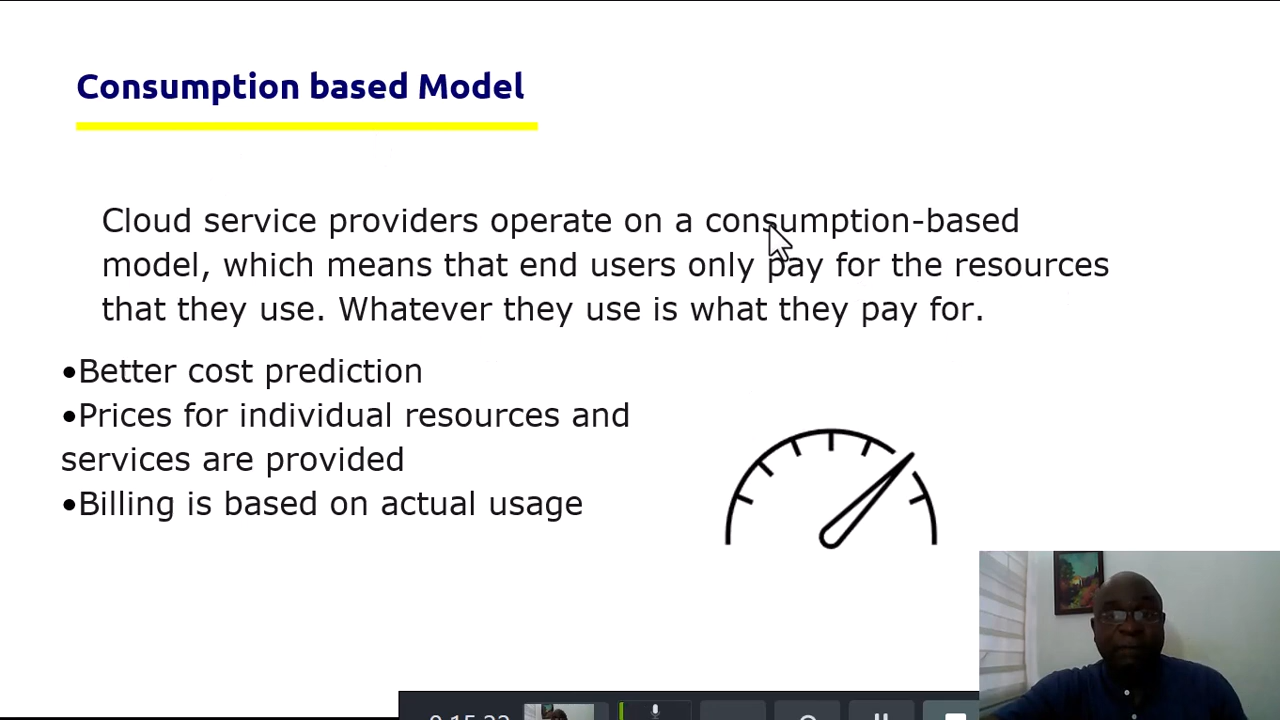 Consumption based Model
Cloud service providers operate on a consumption-based
model, which means that end users only pay for the resources
that they use. Whatever they use is what they pay for.
•Better cost prediction
•Prices for individual resources and
services are provided
•Billing is based on actual usage